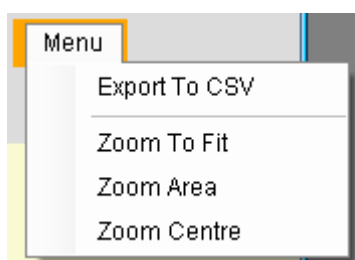 Menu
Export To CSV
Zoom To Fit
Zoom Area
Zoom Centre